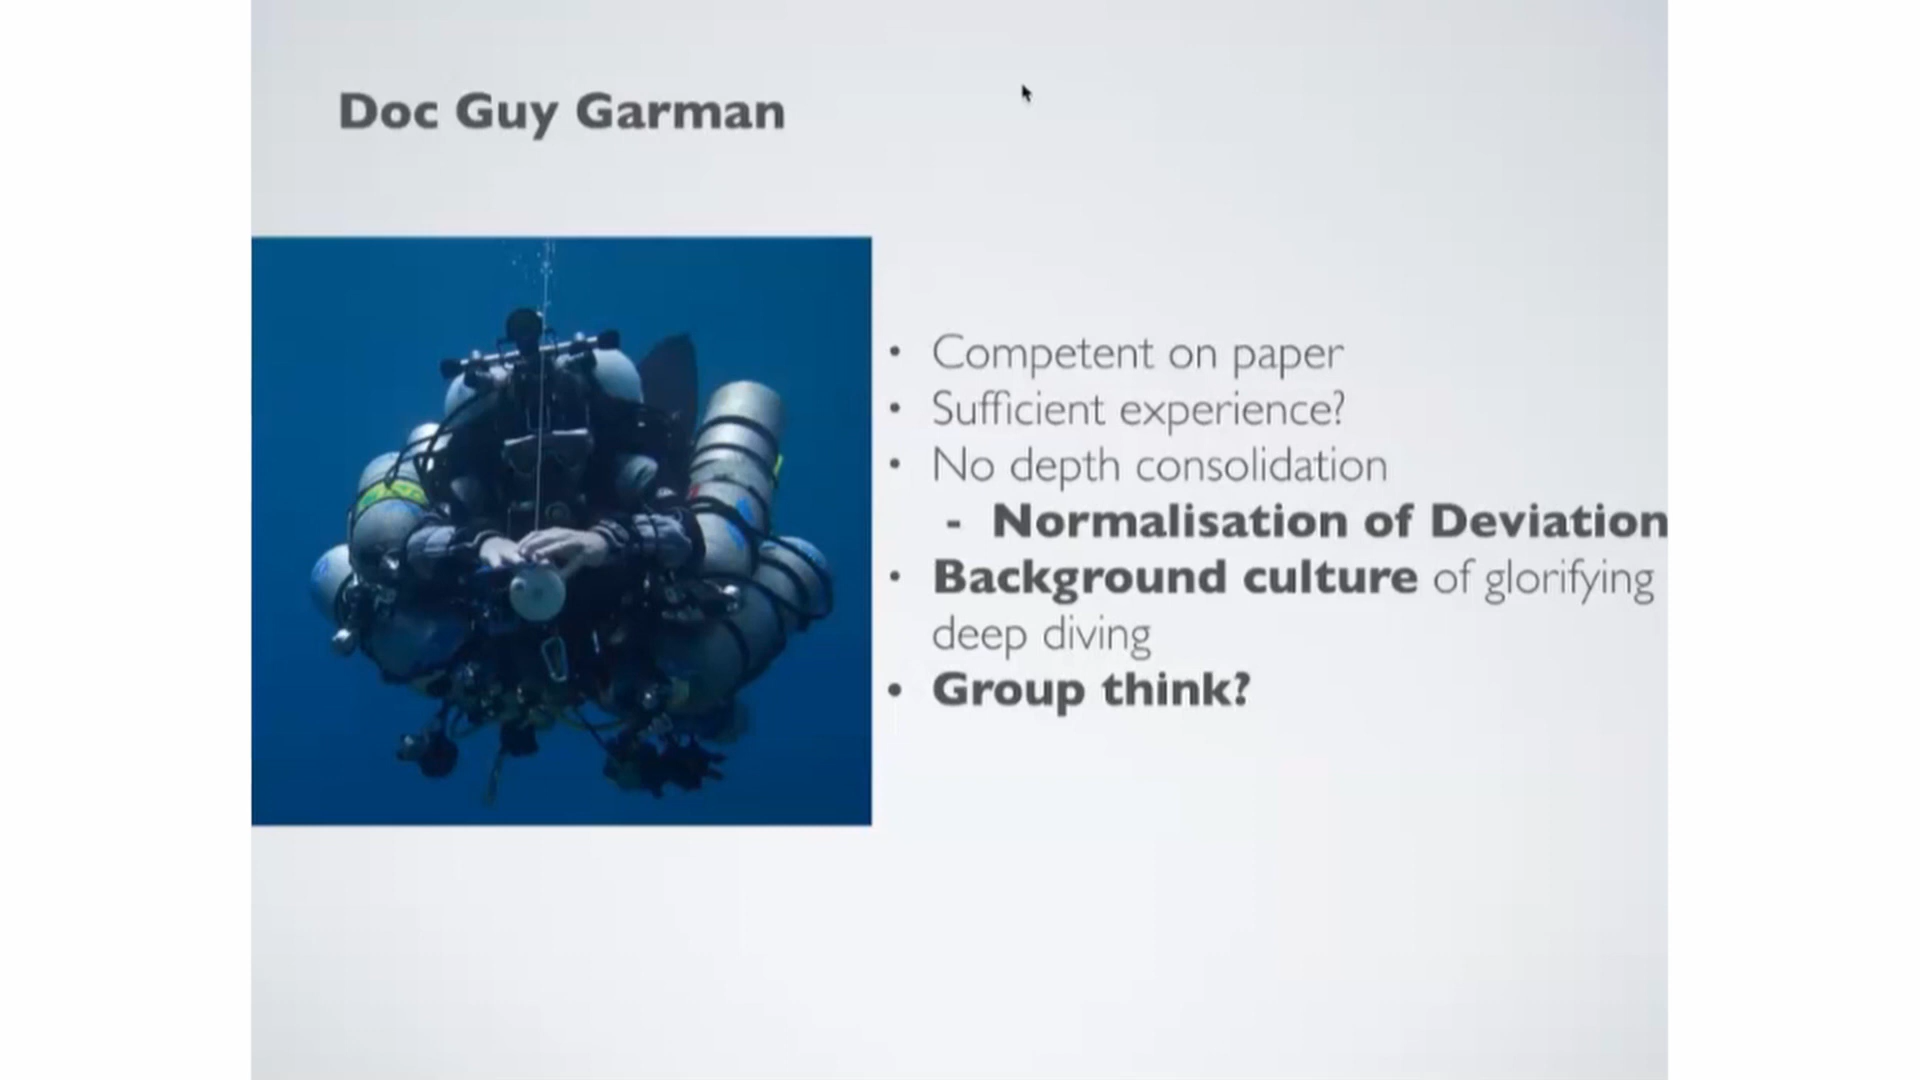 Doc Guy Garman
• Competent on paper
• Sufficient experience?
• No depth consolidation
- Normalisation of Deviation
• Background culture of glorifying
deep diving
• Group think?